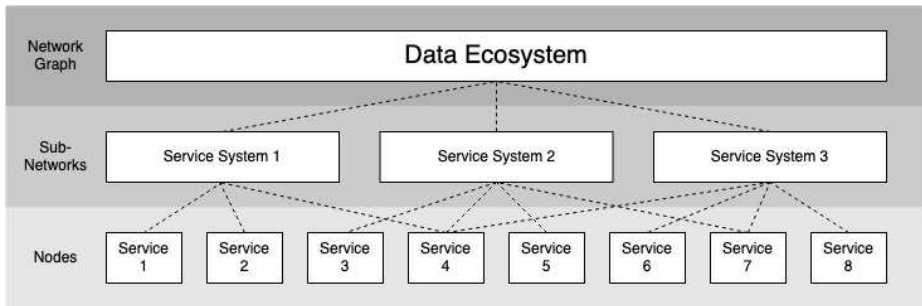 Network
Graph
Data Ecosystem
Sub-
Networks
Service System 1
Service System 2
Service System 3
Nodes
Service
1
Service
2
Service
3
Service
4
Service
5
Service
6
Service
7
Service
8